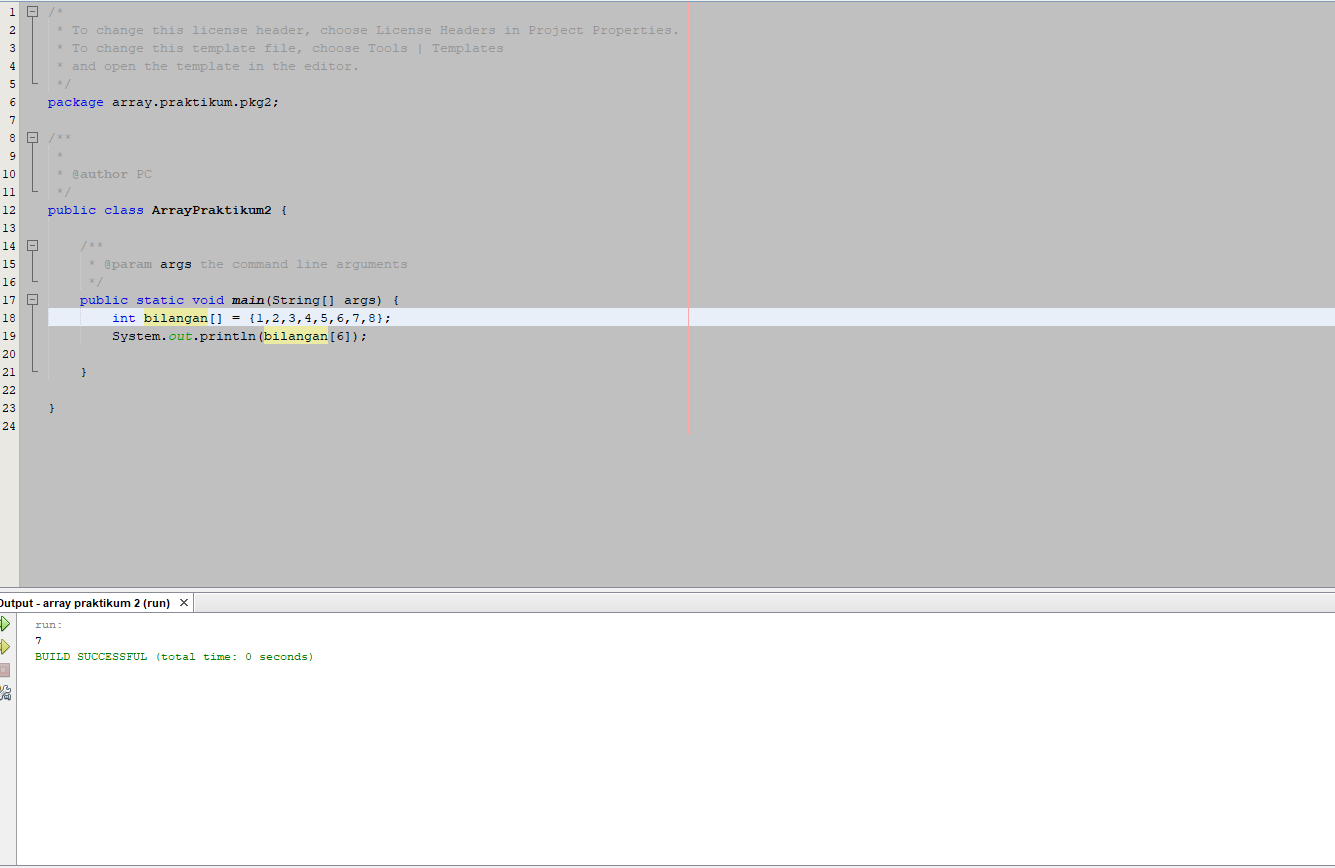 1 /*
2 * To change this license header, choose License Headers in Project Properties.
3 * To change this template file, choose Tools | Templates
4 * and open the template in the editor.
5 */
6 package array.praktikum.pkg2;
7
8 /**
9 *
10 * @author PC
11 */
12 public class ArrayPraktikum2 {
13
14 /**
15 * @param args the command line arguments
16 */
17 public static void main(String[] args) {
18 int bilangan[] = {1,2,3,4,5,6,7,8};
19 System.out.println(bilangan[6]);
20
21 }
22
23 }
24
Output - array praktikum 2 (run) ×
run:
7
BUILD SUCCESSFUL (total time: 0 seconds)